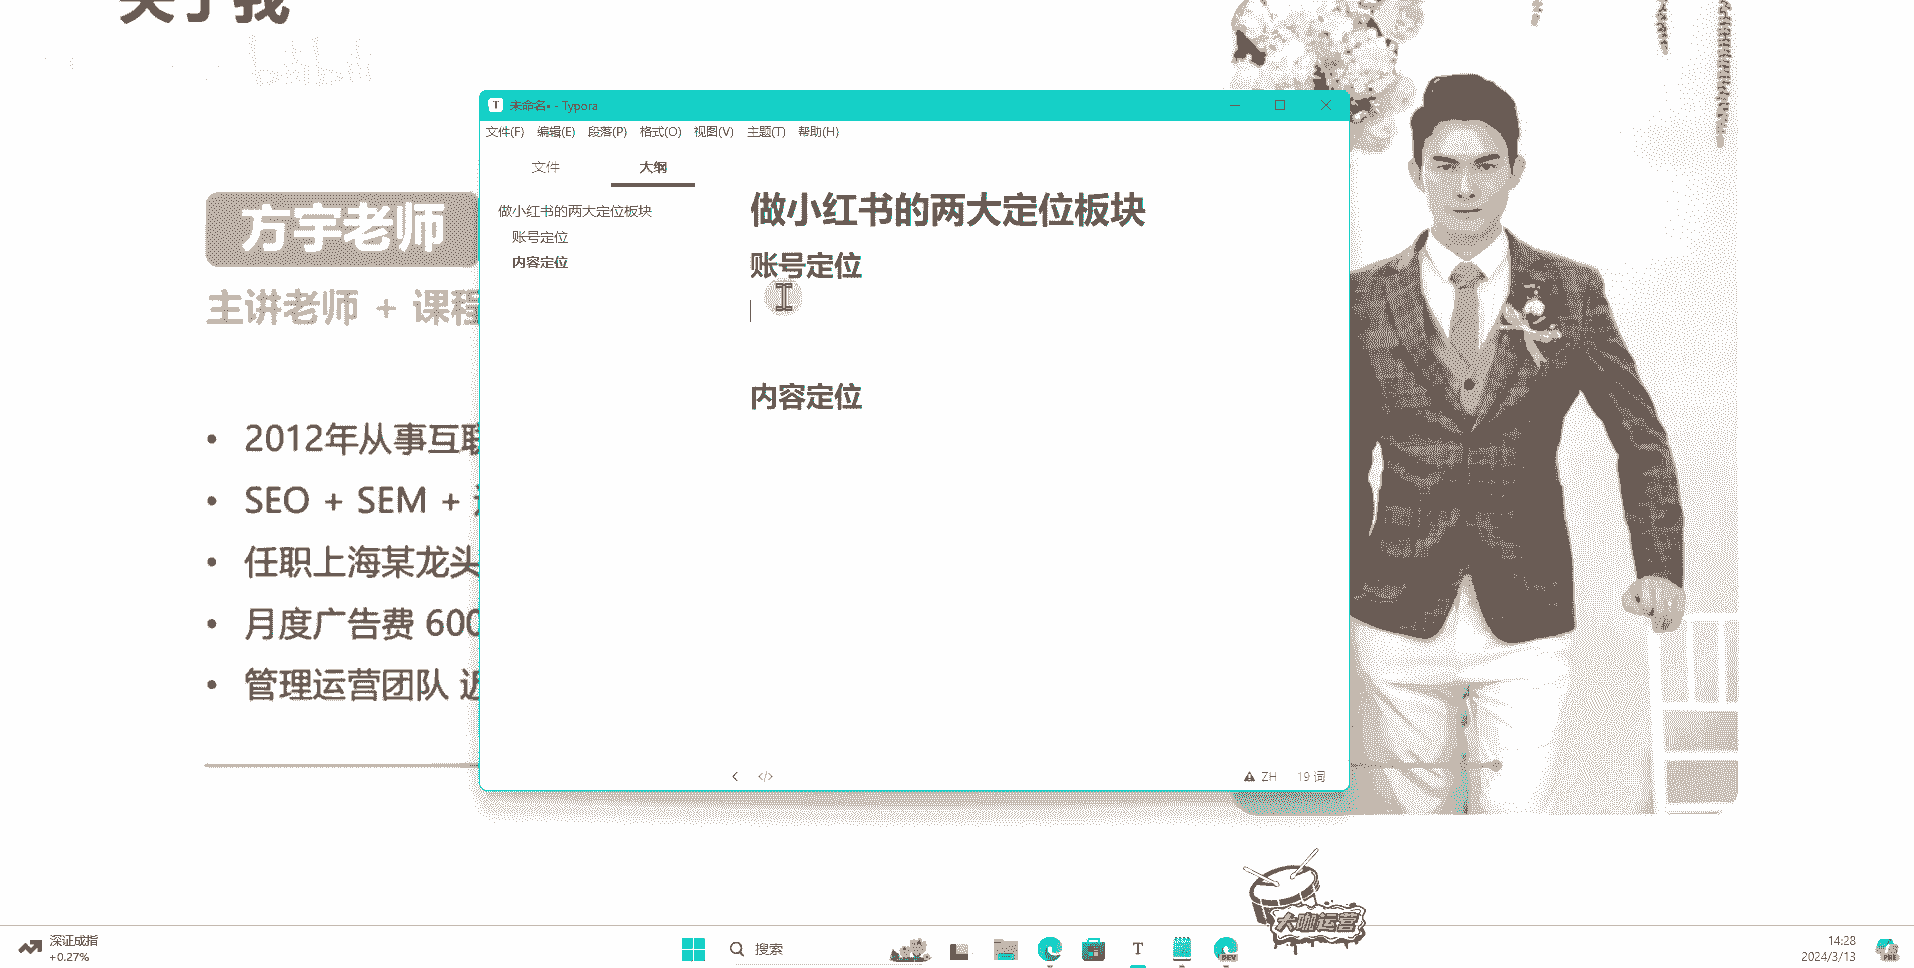 关于我
bilibili
方宇老师
主讲老师 + 课程
2012年从事互联
SEO + SEM +
任职上海某龙头
月度广告费 600
管理运营团队 近
未命名• - Typora
文件(F) 编辑(E) 段落(P) 格式(O) 视图(V) 主题(T) 帮助(H)
文件 大纲
做小红书的两大定位板块
账号定位
内容定位
做小红书的两大定位板块
账号定位
内容定位
</> ZH 19 词
大咖运营
深证成指
+0.27%
搜索
T
DEV
14:28
2024/3/13
PRE